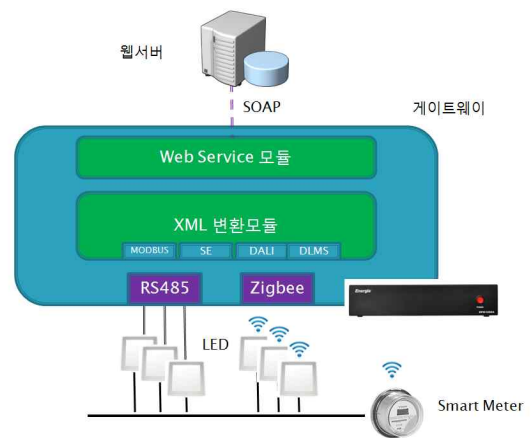 웹서버
SOAP
게이트웨이
Web Service 모듈
XML 변환모듈
MODBUS
SE
DALI
DLMS
RS485
Zigbee
LED
Smart Meter